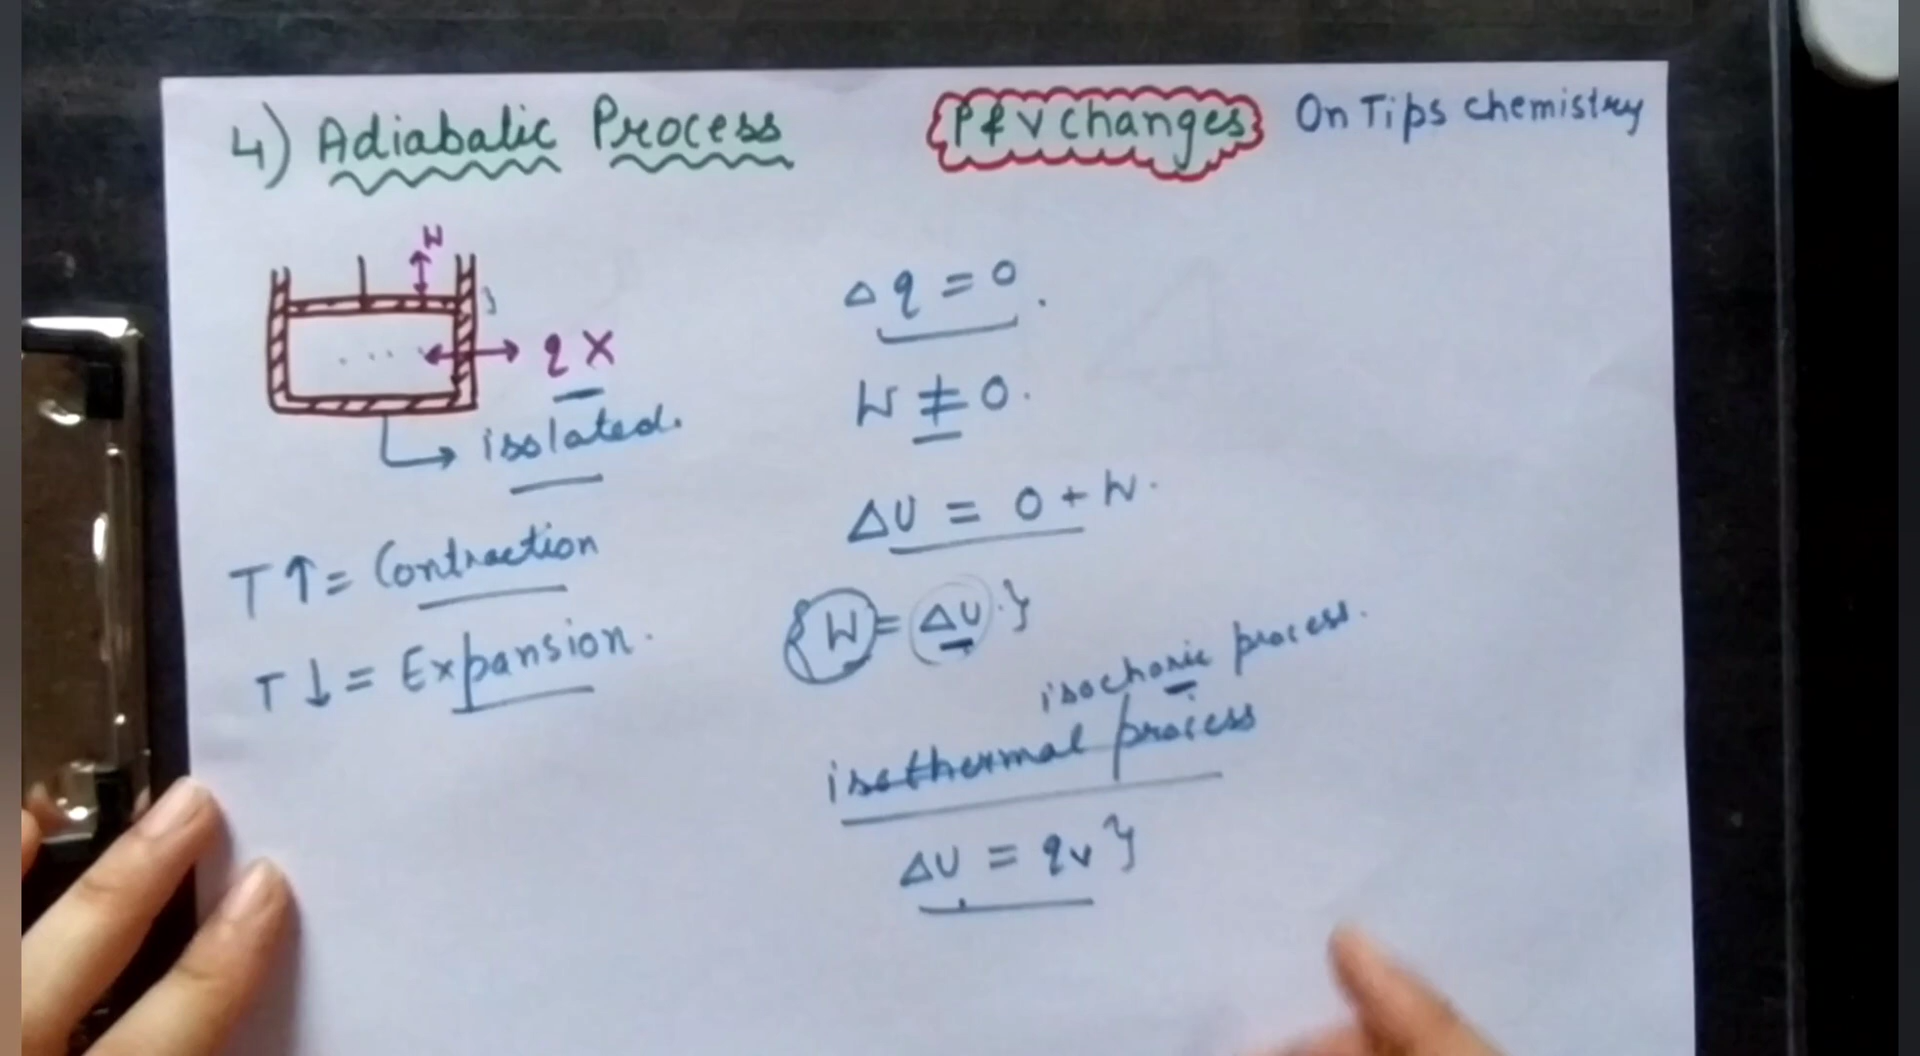 4) Adiabatic Process
P & V changes
On Tips chemistry
W
q X
isolated.
T ↑ = Contraction
T ↓ = Expansion.
Δq = 0.
W ≠ 0.
ΔU = 0 + W.
{W = ΔU.}
isochoric process.
isothermal process
ΔU = qv}